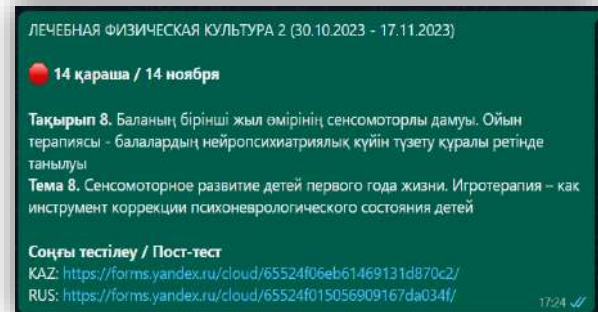 ЛЕЧЕБНАЯ ФИЗИЧЕСКАЯ КУЛЬТУРА 2 (30.10.2023 - 17.11.2023)
14 қараша / 14 ноября
Тақырып 8. Баланың бірінші жыл өмірінің сенсомоторлы дамуы. Ойын
терапиясы - балалардың нейропсихиатриялық күйін түзету құралы ретінде
танылуы
Тема 8. Сенсомоторное развитие детей первого года жизни. Игротерапия – как
инструмент коррекции психоневрологического состояния детей
Соңғы тестілеу / Пост-тест
KAZ: https://forms.yandex.ru/cloud/65524f06eb61469131d870c2/
RUS: https://forms.yandex.ru/cloud/65524f015056909167da034f/
17:24